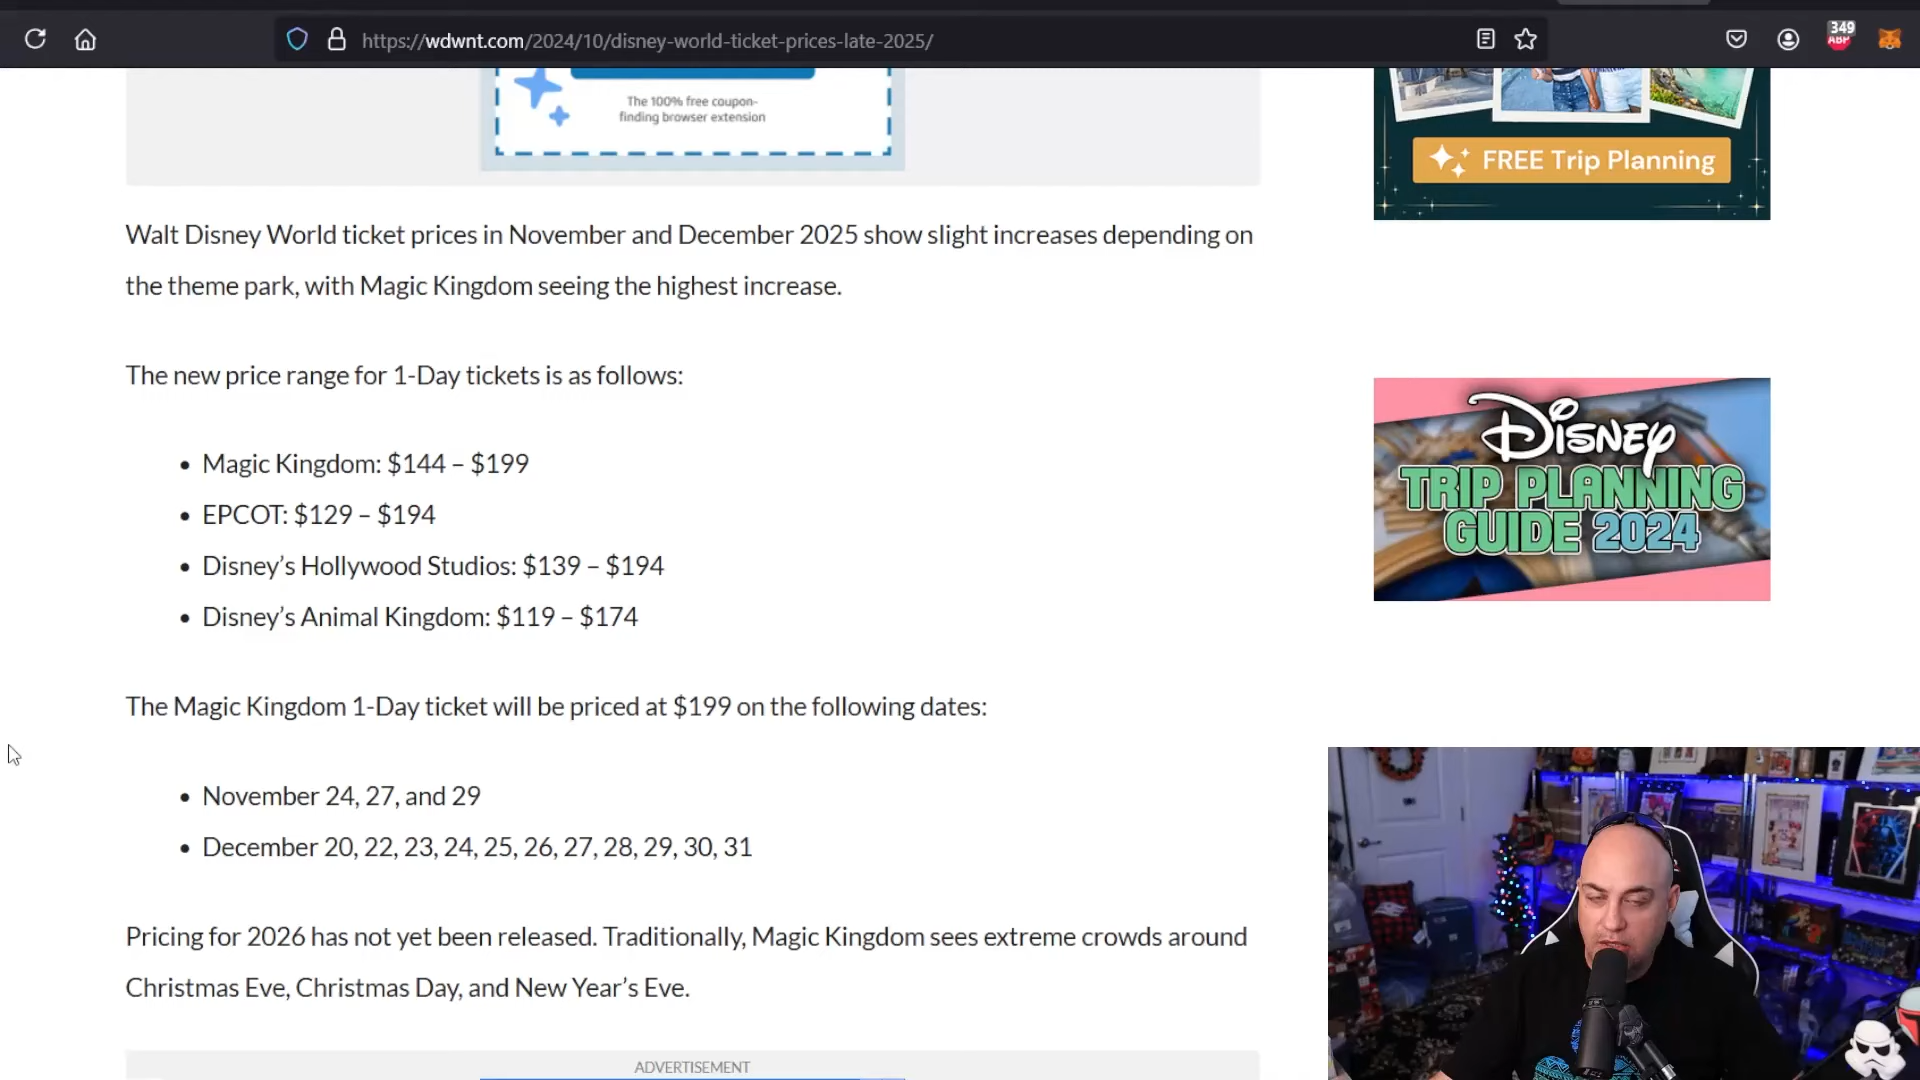 https://wdwnt.com/2024/10/disney-world-ticket-prices-late-2025/
349
ABP
The 100% free coupon-
finding browser extension
FREE Trip Planning
Walt Disney World ticket prices in November and December 2025 show slight increases depending on
the theme park, with Magic Kingdom seeing the highest increase.
The new price range for 1-Day tickets is as follows:
• Magic Kingdom: $144 – $199
• EPCOT: $129 – $194
• Disney’s Hollywood Studios: $139 – $194
• Disney’s Animal Kingdom: $119 – $174
DISNEY
TRIP PLANNING
GUIDE 2024
The Magic Kingdom 1-Day ticket will be priced at $199 on the following dates:
• November 24, 27, and 29
• December 20, 22, 23, 24, 25, 26, 27, 28, 29, 30, 31
Pricing for 2026 has not yet been released. Traditionally, Magic Kingdom sees extreme crowds around
Christmas Eve, Christmas Day, and New Year’s Eve.
ADVERTISEMENT